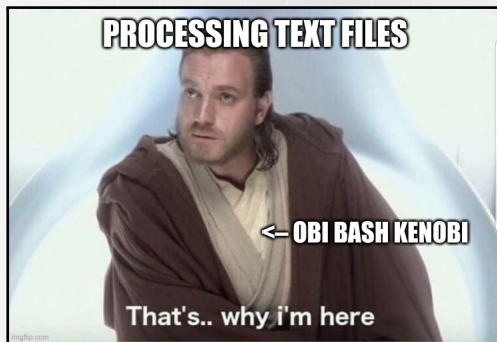 PROCESSING TEXT FILES
<– OBI BASH KENOBI
That's.. why i'm here
imgflip.com